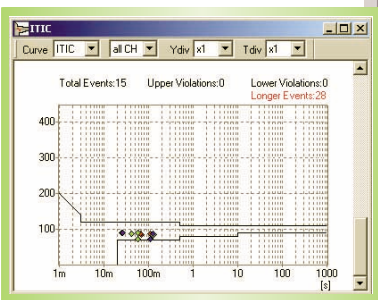 ITIC
Curve ITIC all CH Ydiv x1 Tdiv x1
Total Events:15 Upper Violations:0 Lower Violations:0
Longer Events:28
400
300
200
100
1m 10m 100m 1 10 100 1000
[s]